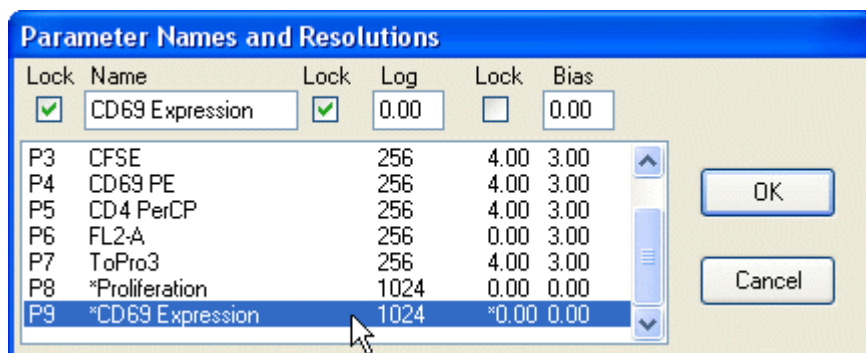 Parameter Names and Resolutions
Lock Name Lock Log Lock Bias
CD69 Expression 0.00 0.00
P3 CFSE 256 4.00 3.00
P4 CD69 PE 256 4.00 3.00
P5 CD4 PerCP 256 4.00 3.00
P6 FL2-A 256 0.00 3.00
P7 ToPro3 256 4.00 3.00
P8 *Proliferation 1024 0.00 0.00
P9 *CD69 Expression 1024 *0.00 0.00
OK
Cancel